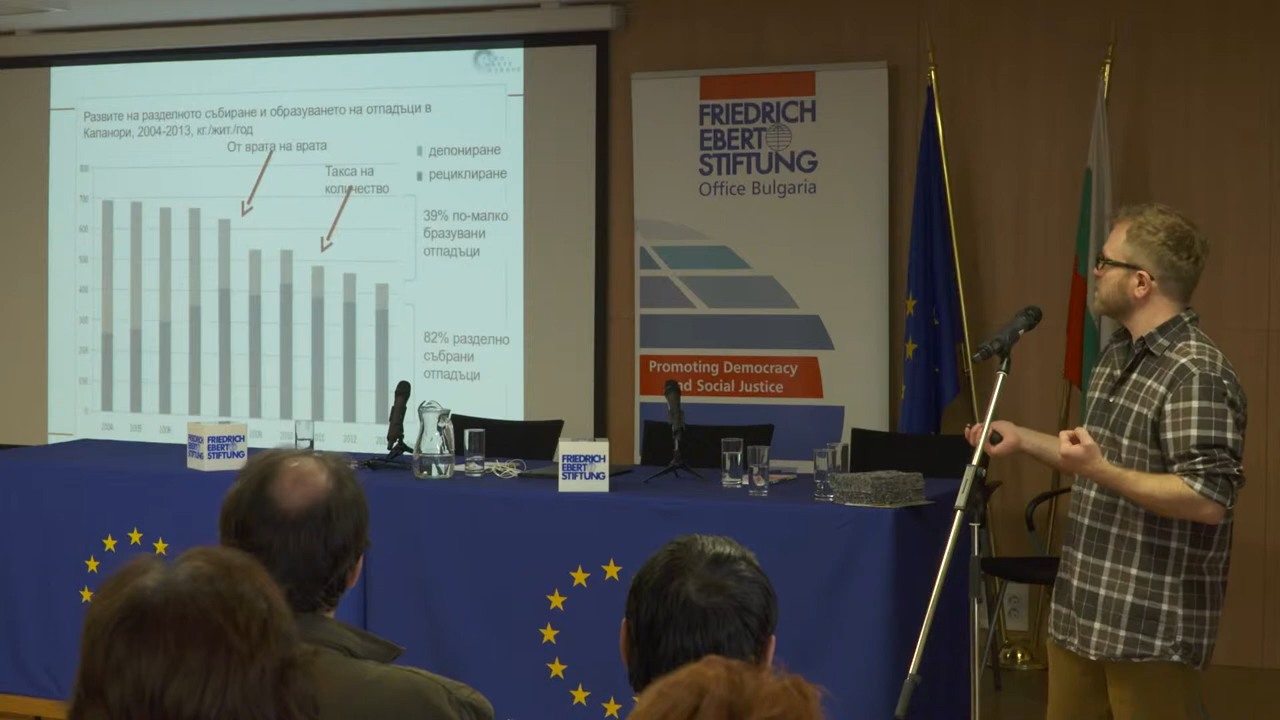 Развите на разделното събиране и образуването на отпадъци в
Капанори, 2004-2013, кг./жит./год
От врата на врата
Такса на
количество
депониране
рециклиране
39% по-малко
бразувани
отпадъци
82% разделно
събрани
отпадъци
FRIEDRICH
EBERT
STIFTUNG
Office Bulgaria
Promoting Democracy
and Social Justice
FRIEDRICH
EBERT
STIFTUNG
FRIEDRICH
EBERT
STIFTUNG